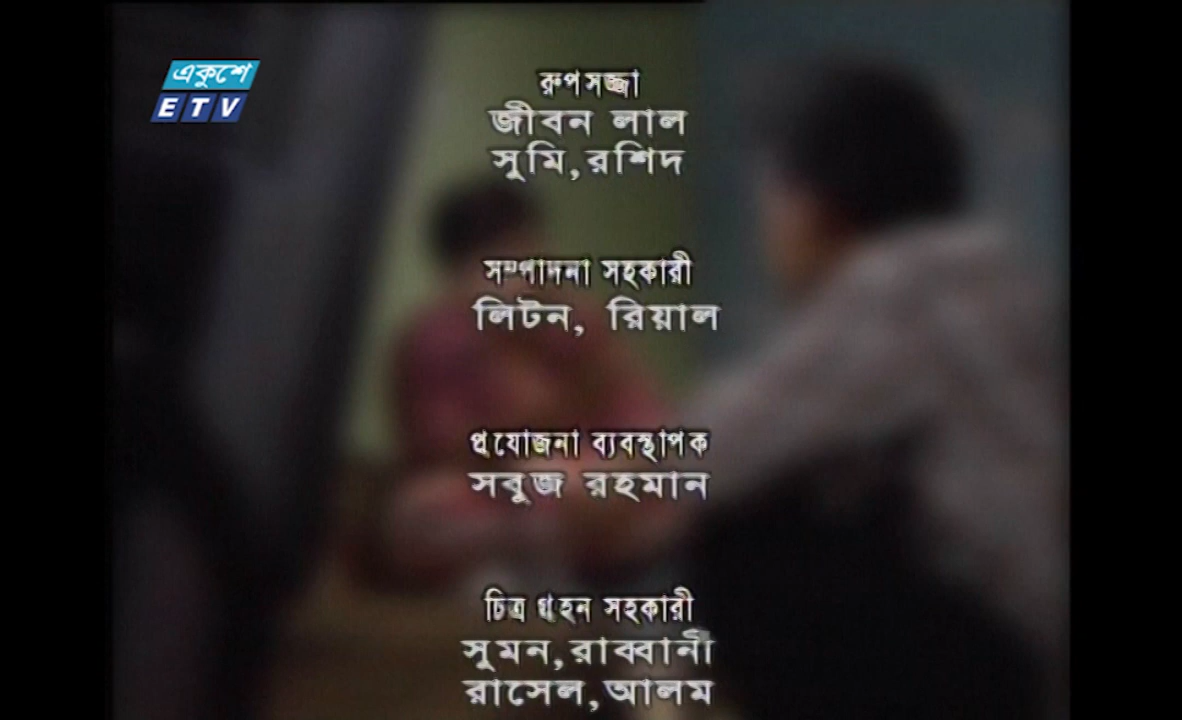 একুশে
ETV
রুপসজ্জা
জীবন লাল
সুমি,রশিদ
সম্পাদনা সহকারী
লিটন, রিয়াল
প্রযোজনা ব্যবস্থাপক
সবুজ রহমান
চিত্র গ্রহন সহকারী
সুমন,রাব্বানী
রাসেল,আলম